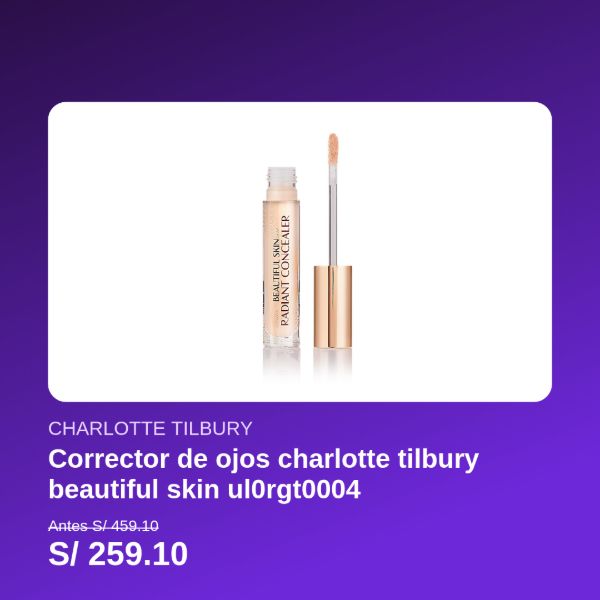 BEAUTIFUL SKIN
RADIANT CONCEALER
CHARLOTTE TILBURY
Corrector de ojos charlotte tilbury
beautiful skin ul0rgt0004
Antes S/ 459.10
S/ 259.10